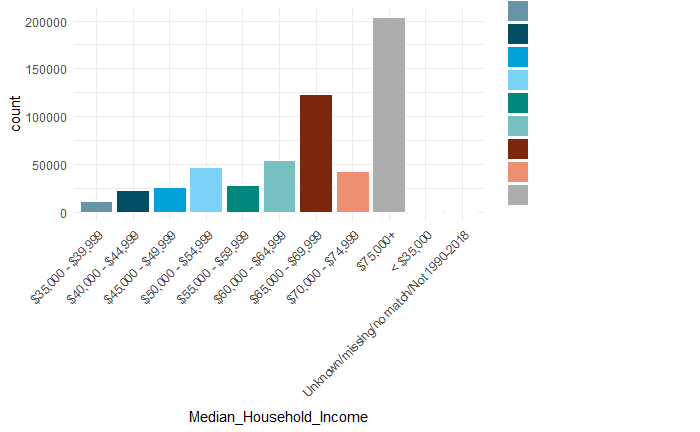 count
200000
150000
100000
50000
0
$35,000 - $39,999
$40,000 - $44,999
$45,000 - $49,999
$50,000 - $54,999
$55,000 - $59,999
$60,000 - $64,999
$65,000 - $69,999
$70,000 - $74,999
$75,000+
< $35,000
Unknown/missing/no match/Not 1990-2018
Median_Household_Income